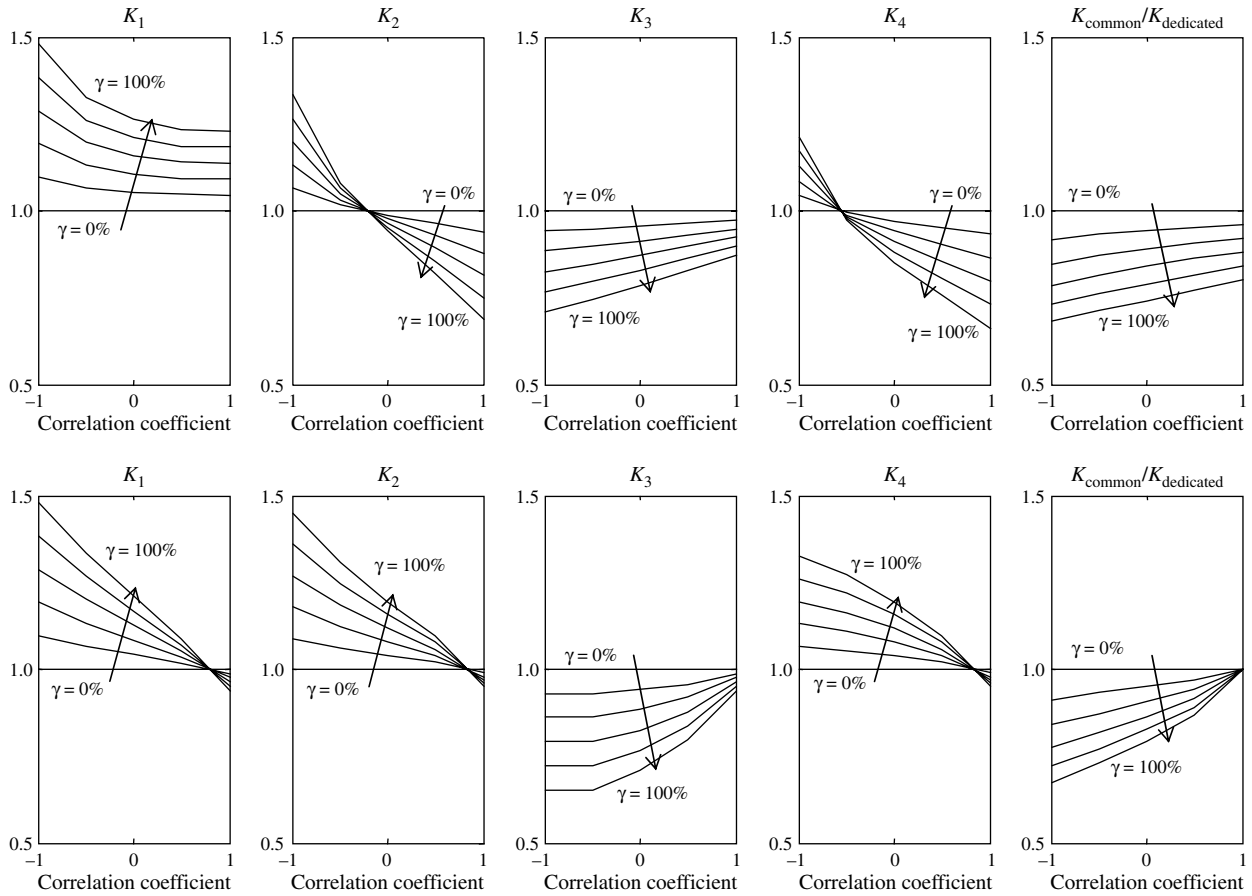 K1 K2 K3 K4 Kcommon/Kdedicated
1.5 1.5 1.5 1.5 1.5
γ = 100%
γ = 0% γ = 0% γ = 0% γ = 0%
1.0 1.0 1.0 1.0 1.0
γ = 0%
γ = 100% γ = 100% γ = 100% γ = 100%
0.5 0.5 0.5 0.5 0.5
−1 0 1 −1 0 1 −1 0 1 −1 0 1 −1 0 1
Correlation coefficient Correlation coefficient Correlation coefficient Correlation coefficient Correlation coefficient
K1 K2 K3 K4 Kcommon/Kdedicated
1.5 1.5 1.5 1.5 1.5
γ = 100% γ = 100% γ = 100%
1.0 1.0 1.0 1.0 1.0
γ = 0% γ = 0% γ = 0% γ = 0% γ = 0%
γ = 100% γ = 100%
0.5 0.5 0.5 0.5 0.5
−1 0 1 −1 0 1 −1 0 1 −1 0 1 −1 0 1
Correlation coefficient Correlation coefficient Correlation coefficient Correlation coefficient Correlation coefficient